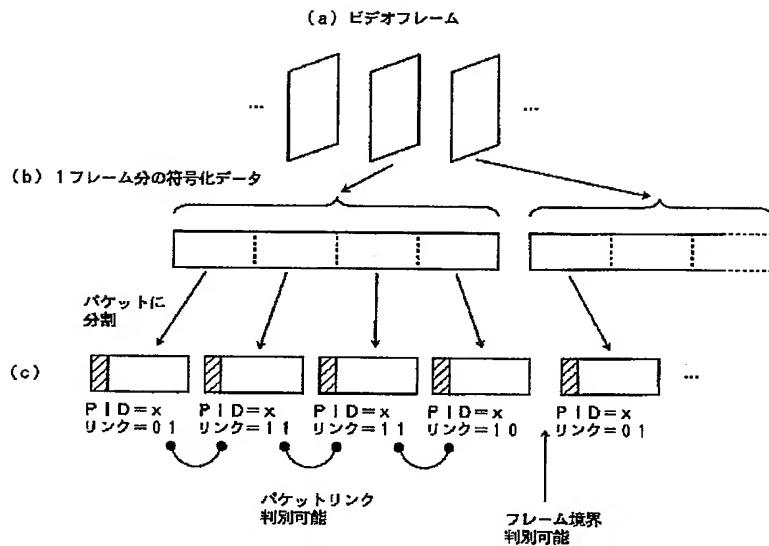 (a) ビデオフレーム
… …
(b) 1フレーム分の符号化データ
パケットに
分割
(c) …
PID=x PID=x PID=x PID=x PID=x
リンク=01 リンク=11 リンク=11 リンク=10 リンク=01
パケットリンク
判別可能
フレーム境界
判別可能